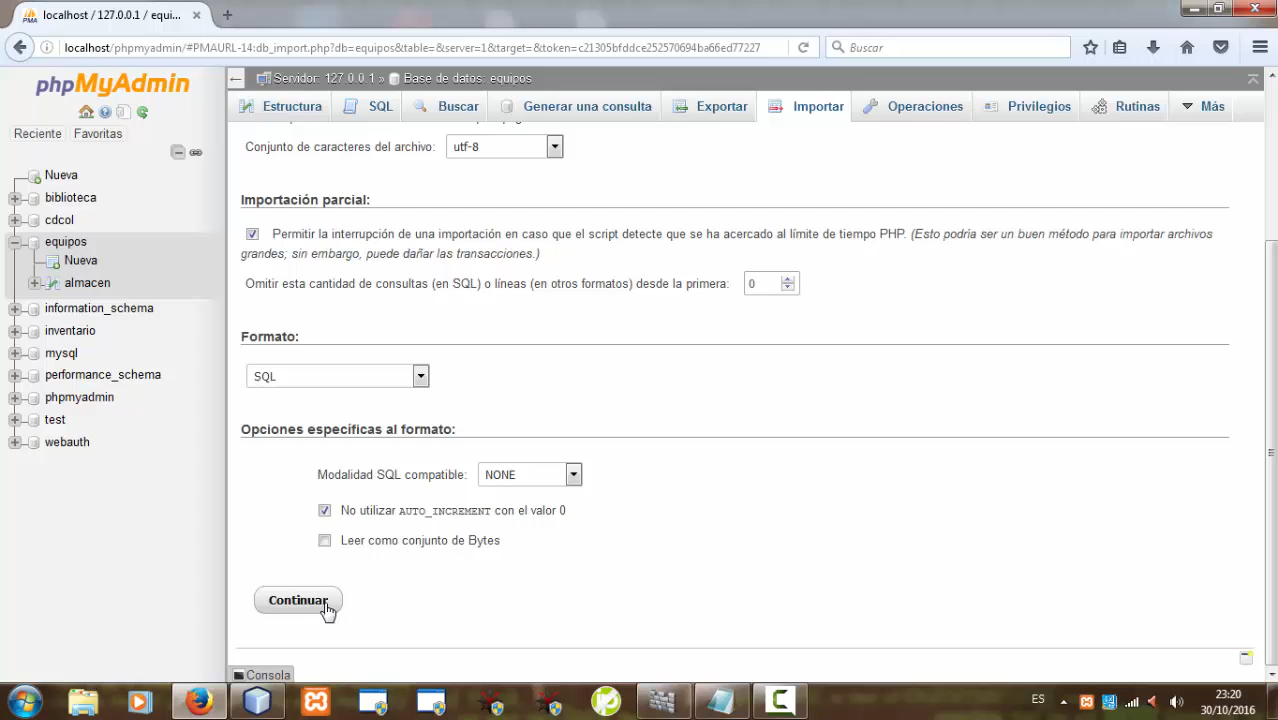 localhost / 127.0.0.1 / equi...
localhost/phpmyadmin/#PMAURL-14:db_import.php?db=equipos&table=&server=1&target=&token=c21305bfddce252570694ba66ed77227
Buscar
phpMyAdmin
Reciente
Favoritas
Nueva
biblioteca
cdcol
equipos
Nueva
almacen
information_schema
inventario
mysql
performance_schema
phpmyadmin
test
webauth
Servidor: 127.0.0.1 » Base de datos: equipos
Estructura
SQL
Buscar
Generar una consulta
Exportar
Importar
Operaciones
Privilegios
Rutinas
Más
Conjunto de caracteres del archivo: utf-8
Importación parcial:
Permitir la interrupción de una importación en caso que el script detecte que se ha acercado al límite de tiempo PHP. (Esto podria ser un buen método para importar archivos
grandes; sin embargo, puede dañar las transacciones.)
Omitir esta cantidad de consultas (en SQL) o líneas (en otros formatos) desde la primera: 0
Formato:
SQL
Opciones específicas al formato:
Modalidad SQL compatible: NONE
No utilizar AUTO_INCREMENT con el valor 0
Leer como conjunto de Bytes
Continuar
Consola
ES
23:20
30/10/2016